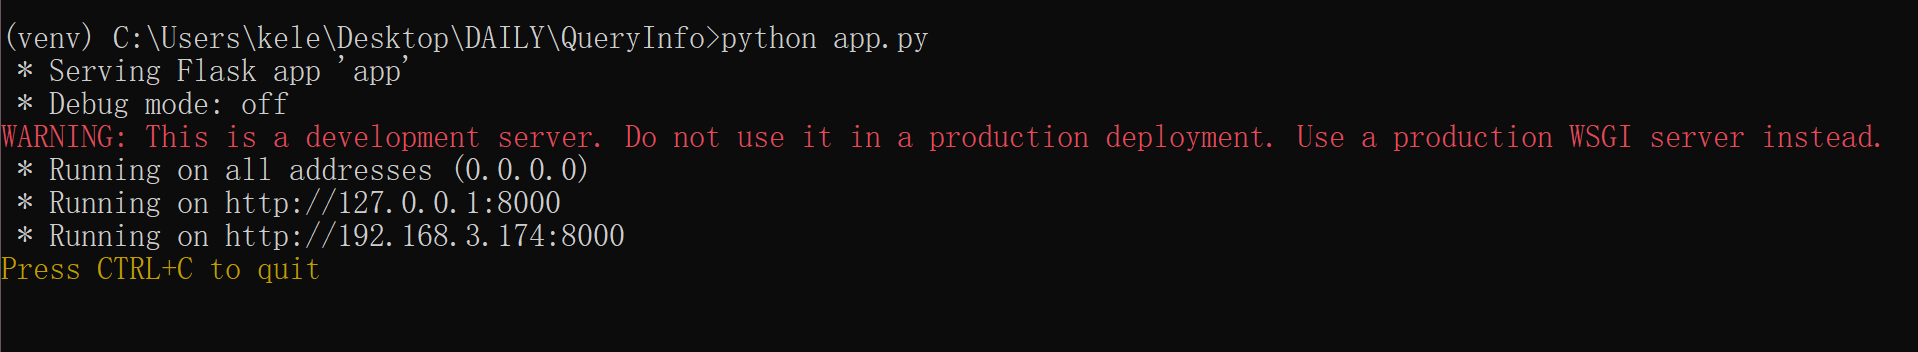 (venv) C:\Users\kele\Desktop\DAILY\QueryInfo>python app.py
 * Serving Flask app 'app'
 * Debug mode: off
WARNING: This is a development server. Do not use it in a production deployment. Use a production WSGI server instead.
 * Running on all addresses (0.0.0.0)
 * Running on http://127.0.0.1:8000
 * Running on http://192.168.3.174:8000
Press CTRL+C to quit